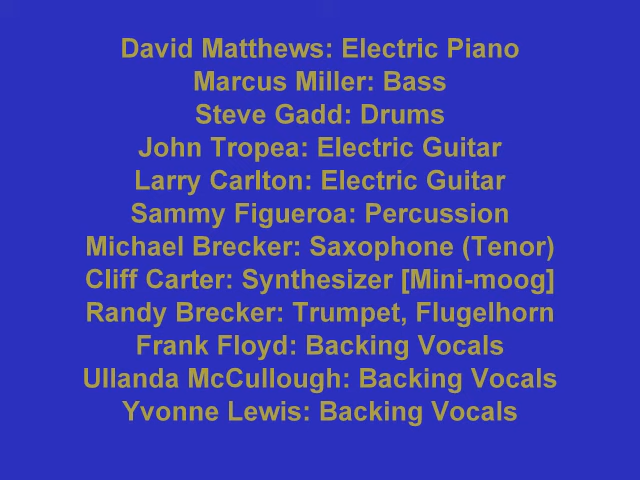 David Matthews: Electric Piano
Marcus Miller: Bass
Steve Gadd: Drums
John Tropea: Electric Guitar
Larry Carlton: Electric Guitar
Sammy Figueroa: Percussion
Michael Brecker: Saxophone (Tenor)
Cliff Carter: Synthesizer [Mini-moog]
Randy Brecker: Trumpet, Flugelhorn
Frank Floyd: Backing Vocals
Ullanda McCullough: Backing Vocals
Yvonne Lewis: Backing Vocals